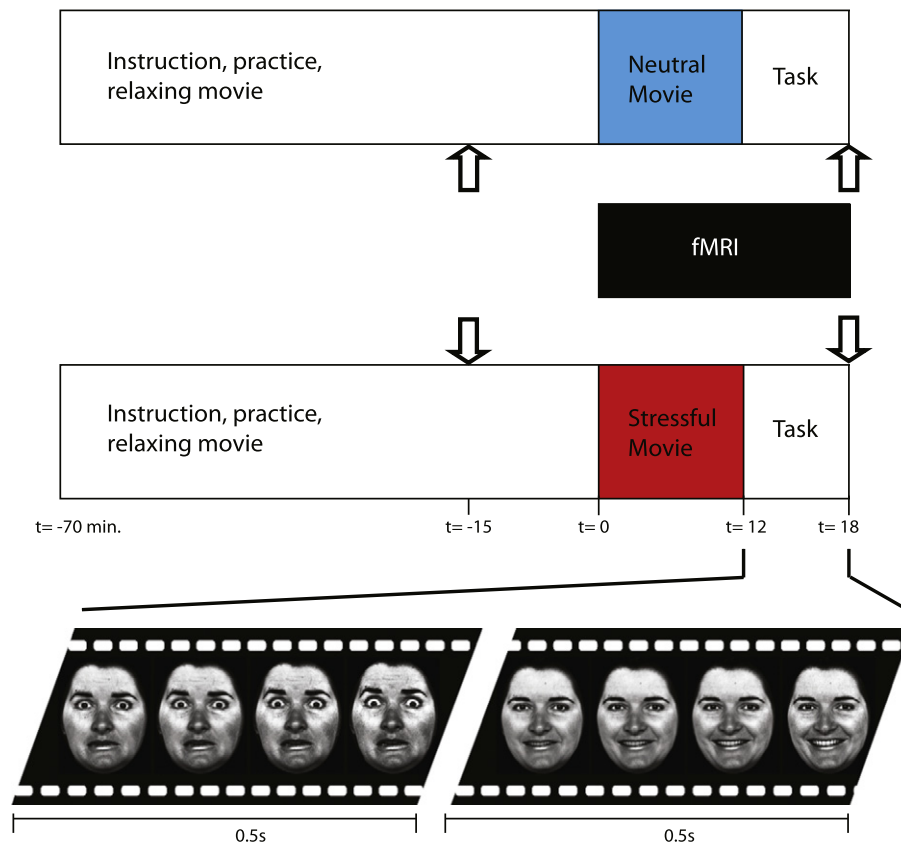 Instruction, practice,
relaxing movie
Neutral
Movie
Task
fMRI
Instruction, practice,
relaxing movie
Stressful
Movie
Task
t= -70 min.
t= -15
t= 0
t= 12
t= 18
0.5s
0.5s